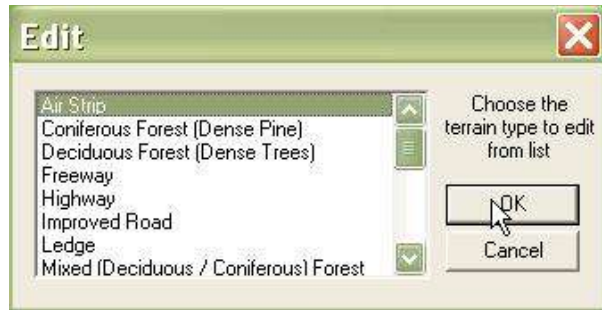 Edit
Air Strip
Coniferous Forest (Dense Pine)
Deciduous Forest (Dense Trees)
Freeway
Highway
Improved Road
Ledge
Mixed (Deciduous / Coniferous) Forest
Choose the
terrain type to edit
from list
OK
Cancel